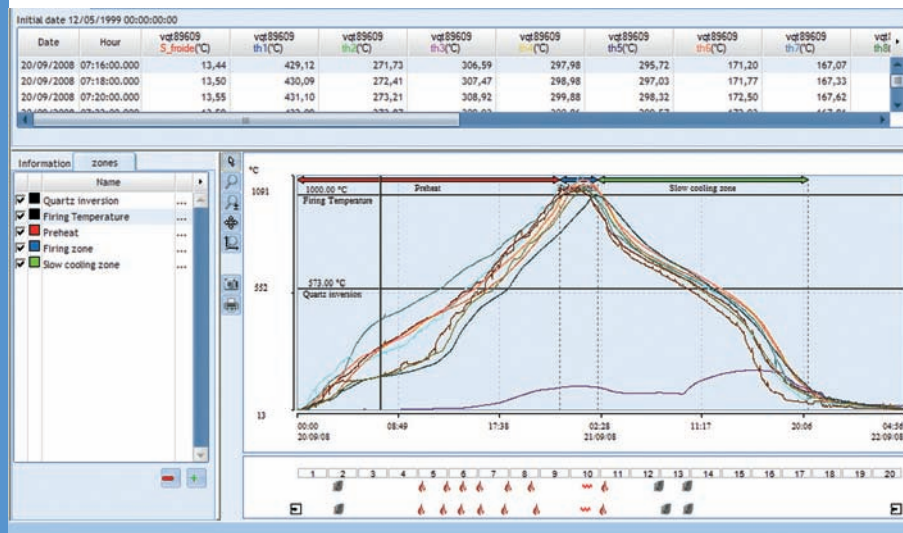 Initial date 12/05/1999 00:00:00:00
Date Hour vqt89609 S_froide(°C) vqt89609 th1(°C) vqt89609 th2(°C) vqt89609 th3(°C) vqt89609 th4(°C) vqt89609 th5(°C) vqt89609 th6(°C) vqt89609 th7(°C)
20/09/2008 07:16:00.000 13,44 429,12 271,73 306,59 297,98 295,72 171,20 167,07
20/09/2008 07:18:00.000 13,50 430,09 272,41 307,47 298,98 297,03 171,77 167,33
20/09/2008 07:20:00.000 13,55 431,10 273,21 308,92 299,88 298,32 172,50 167,62
Information zones
Name
Quartz inversion ...
Firing Temperature ...
Preheat ...
Firing zone ...
Slow cooling zone ...
°C
1091
552
13
Preheat Slow cooling zone
1000.00 °C
Firing Temperature
573.00 °C
Quartz inversion
00:00 08:49 17:38 02:28 11:17 20:06 04:56
20/09/08 21/09/08 22/09/08
1 2 3 4 5 6 7 8 9 10 11 12 13 14 15 16 17 18 19 20